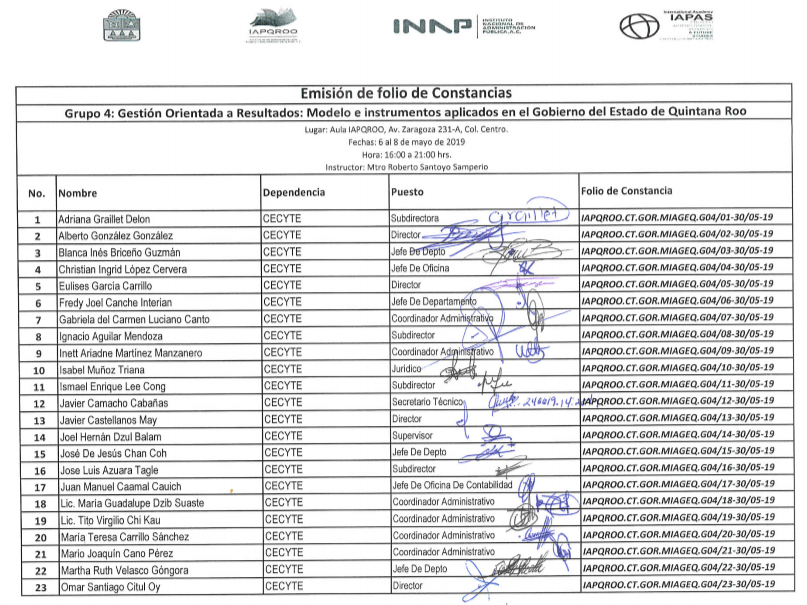 IAPQROO
INAP
INSTITUTO
NACIONAL DE
ADMINISTRACIÓN
PÚBLICA, A.C.
International Academy
IAPAS
& FUTURE
STUDIES
Emisión de folio de Constancias
Grupo 4: Gestión Orientada a Resultados: Modelo e instrumentos aplicados en el Gobierno del Estado de Quintana Roo
Lugar: Aula IAPQROO, Av. Zaragoza 231-A, Col. Centro.
Fechas: 6 al 8 de mayo de 2019
Hora: 16:00 a 21:00 hrs.
Instructor: Mtro Roberto Santoyo Samperio
No. Nombre Dependencia Puesto Folio de Constancia
1 Adriana Graillet Delon CECYTE Subdirectora Graillet IAPQROO.CT.GOR.MIAGEQ.G04/01-30/05-19
2 Alberto González González CECYTE Director IAPQROO.CT.GOR.MIAGEQ.G04/02-30/05-19
3 Blanca Inés Briceño Guzmán CECYTE Jefe De Depto IAPQROO.CT.GOR.MIAGEQ.G04/03-30/05-19
4 Christian Ingrid López Cervera CECYTE Jefe De Oficina IAPQROO.CT.GOR.MIAGEQ.G04/04-30/05-19
5 Eulises Garcia Carrillo CECYTE Director IAPQROO.CT.GOR.MIAGEQ.G04/05-30/05-19
6 Fredy Joel Canche Interian CECYTE Jefe De Departamento IAPQROO.CT.GOR.MIAGEQ.G04/06-30/05-19
7 Gabriela del Carmen Luciano Canto CECYTE Coordinador Administrativo IAPQROO.CT.GOR.MIAGEQ.G04/07-30/05-19
8 Ignacio Aguilar Mendoza CECYTE Subdirector IAPQROO.CT.GOR.MIAGEQ.G04/08-30/05-19
9 Inett Ariadne Martínez Manzanero CECYTE Coordinador Administrativo IAPQROO.CT.GOR.MIAGEQ.G04/09-30/05-19
10 Isabel Muñoz Triana CECYTE Jurídico IAPQROO.CT.GOR.MIAGEQ.G04/10-30/05-19
11 Ismael Enrique Lee Cong CECYTE Subdirector IAPQROO.CT.GOR.MIAGEQ.G04/11-30/05-19
12 Javier Camacho Cabañas CECYTE Secretario Técnico IAPQROO.CT.GOR.MIAGEQ.G04/12-30/05-19
13 Javier Castellanos May CECYTE Director IAPQROO.CT.GOR.MIAGEQ.G04/13-30/05-19
14 Joel Hernán Dzul Balam CECYTE Supervisor IAPQROO.CT.GOR.MIAGEQ.G04/14-30/05-19
15 José De Jesús Chan Coh CECYTE Jefe De Depto IAPQROO.CT.GOR.MIAGEQ.G04/15-30/05-19
16 Jose Luis Azuara Tagle CECYTE Subdirector IAPQROO.CT.GOR.MIAGEQ.G04/16-30/05-19
17 Juan Manuel Caamal Cauich CECYTE Jefe De Oficina De Contabilidad IAPQROO.CT.GOR.MIAGEQ.G04/17-30/05-19
18 Lic. Maria Guadalupe Dzib Suaste CECYTE Coordinador Administrativo IAPQROO.CT.GOR.MIAGEQ.G04/18-30/05-19
19 Lic. Tito Virgilio Chi Kau CECYTE Coordinador Administrativo IAPQROO.CT.GOR.MIAGEQ.G04/19-30/05-19
20 María Teresa Carrillo Sánchez CECYTE Coordinador Administrativo IAPQROO.CT.GOR.MIAGEQ.G04/20-30/05-19
21 Mario Joaquín Cano Pérez CECYTE Coordinador Administrativo IAPQROO.CT.GOR.MIAGEQ.G04/21-30/05-19
22 Martha Ruth Velasco Góngora CECYTE Jefe De Depto IAPQROO.CT.GOR.MIAGEQ.G04/22-30/05-19
23 Omar Santiago Citul Oy CECYTE Director IAPQROO.CT.GOR.MIAGEQ.G04/23-30/05-19